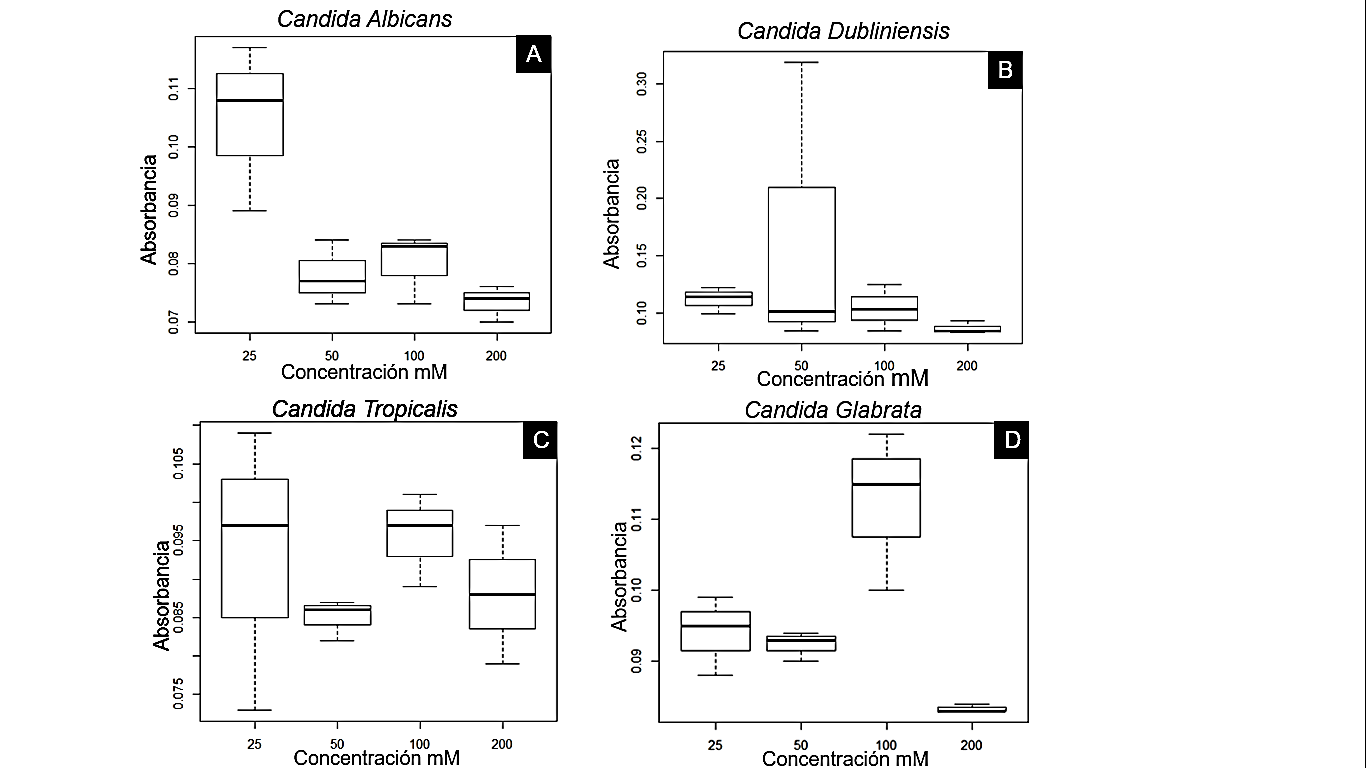 Candida Albicans
A
Absorbancia
0.11
0.10
0.09
0.08
0.07
25 50 100 200
Concentración mM
Candida Dubliniensis
B
Absorbancia
0.30
0.25
0.20
0.15
0.10
25 50 100 200
Concentración mM
Candida Tropicalis
C
Absorbancia
0.105
0.095
0.085
0.075
25 50 100 200
Concentración mM
Candida Glabrata
D
Absorbancia
0.12
0.11
0.10
0.09
25 50 100 200
Concentración mM